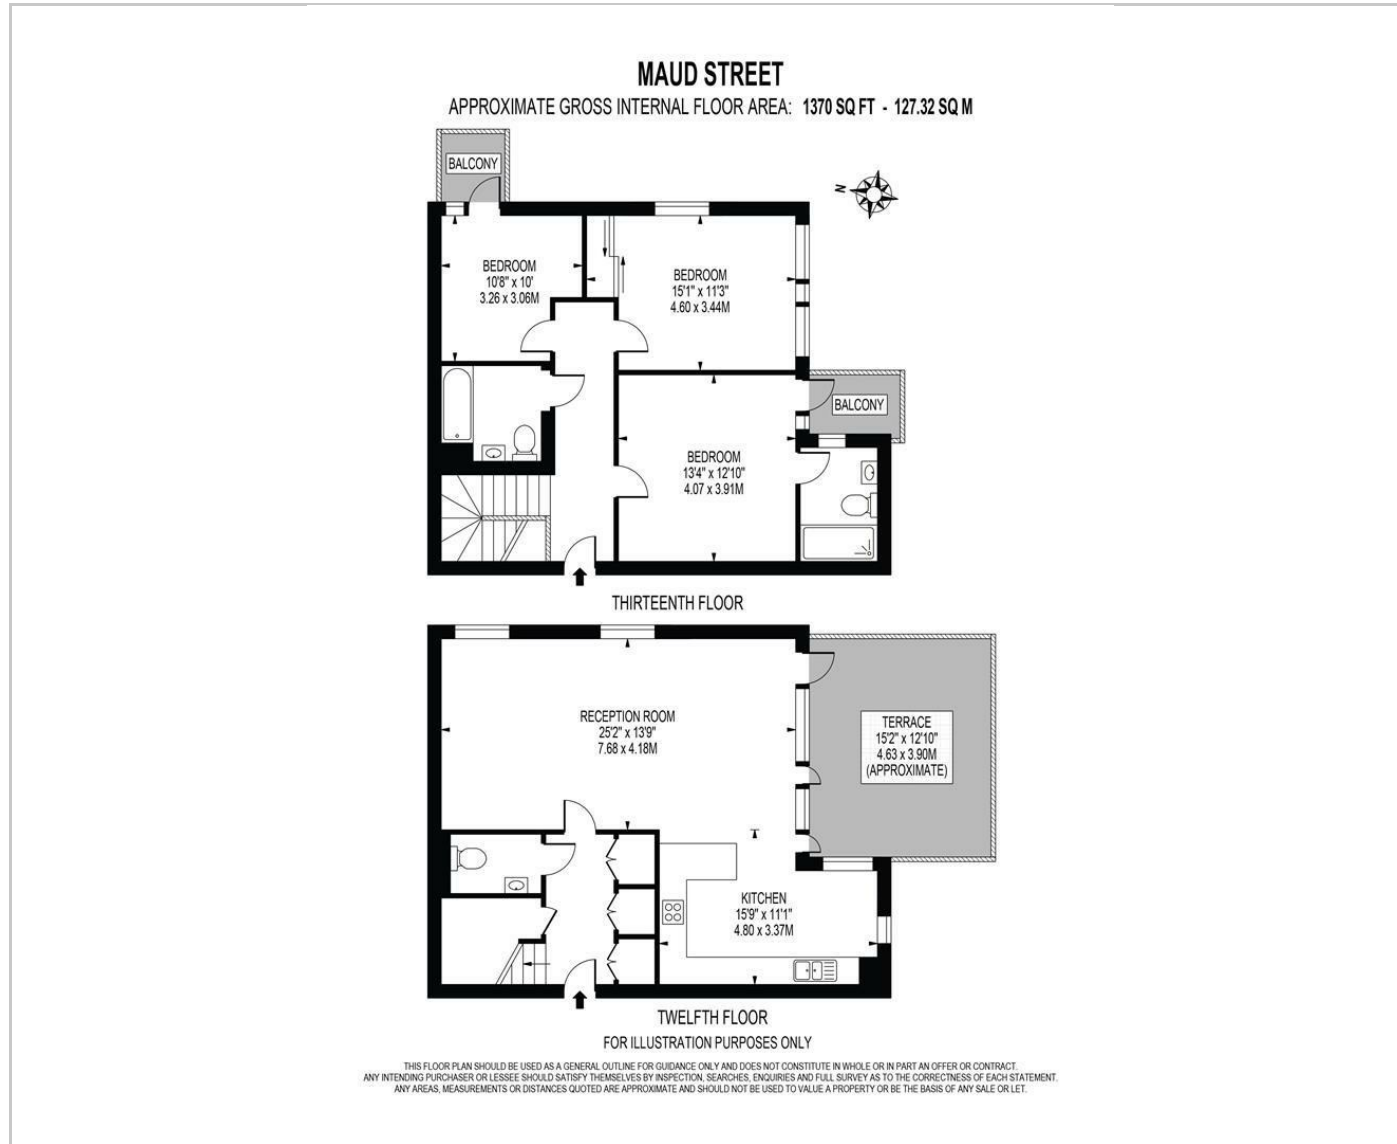 MAUD STREET
APPROXIMATE GROSS INTERNAL FLOOR AREA: 1370 SQ FT - 127.32 SQ M
BALCONY
N
BEDROOM
10'8" x 10'
3.26 x 3.06M
BEDROOM
15'1" x 11'3"
4.60 x 3.44M
BALCONY
BEDROOM
13'4" x 12'10"
4.07 x 3.91M
THIRTEENTH FLOOR
RECEPTION ROOM
25'2" x 13'9"
7.68 x 4.18M
TERRACE
15'2" x 12'10"
4.63 x 3.90M
(APPROXIMATE)
KITCHEN
15'9" x 11'1"
4.80 x 3.37M
TWELFTH FLOOR
FOR ILLUSTRATION PURPOSES ONLY
THIS FLOOR PLAN SHOULD BE USED AS A GENERAL OUTLINE FOR GUIDANCE ONLY AND DOES NOT CONSTITUTE IN WHOLE OR IN PART AN OFFER OR CONTRACT.
ANY INTENDING PURCHASER OR LESSEE SHOULD SATISFY THEMSELVES BY INSPECTION, SEARCHES, ENQUIRIES AND FULL SURVEY AS TO THE CORRECTNESS OF EACH STATEMENT.
ANY AREAS, MEASUREMENTS OR DISTANCES QUOTED ARE APPROXIMATE AND SHOULD NOT BE USED TO VALUE A PROPERTY OR BE THE BASIS OF ANY SALE OR LET.